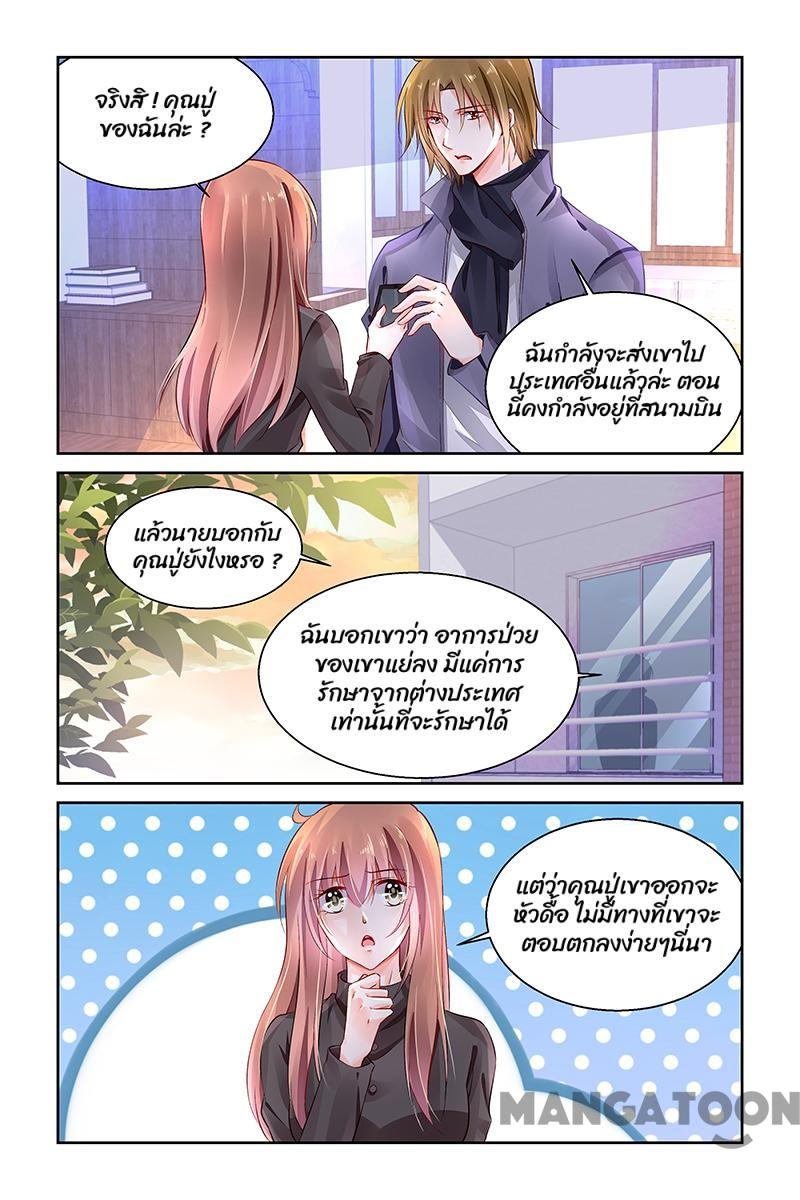 จริงสิ ! คุณปู่
ของฉันล่ะ ?
ฉันกำลังจะส่งเขาไป
ประเทศอื่นแล้วล่ะ ตอน
นี้คงกำลังอยู่ที่สนามบิน
แล้วนายบอกกับ
คุณปู่ยังไงหรอ ?
ฉันบอกเขาว่า อาการป่วย
ของเขาแย่ลง มีแค่การ
รักษาจากต่างประเทศ
เท่านั้นที่จะรักษาได้
แต่ว่าคุณปู่เขาออกจะ
หัวดื้อ ไม่มีทางที่เขาจะ
ตอบตกลงง่ายๆนี่นา
MANGATOON